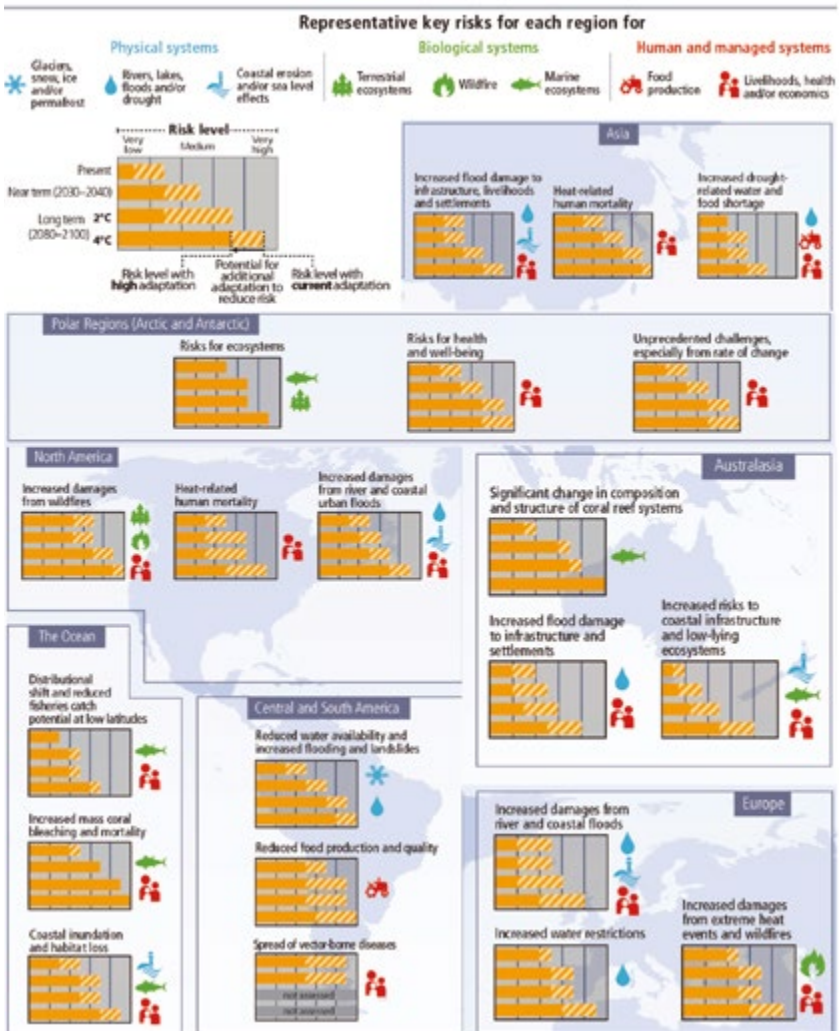 Representative key risks for each region for
Physical systems
Biological systems
Human and managed systems
Glaciers,
snow, ice
and/or
permafrost
Rivers, lakes,
floods and/or
drought
Coastal erosion
and/or sea level
effects
Terrestrial
ecosystems
Wildfire
Marine
ecosystems
Food
production
Livelihoods, health
and/or economics
Risk level
Very
low
Medium
Very
high
Present
Near term (2030–2040)
Long term
(2080–2100)
2°C
4°C
Risk level with
high adaptation
Potential for
additional
adaptation to
reduce risk
Risk level with
current adaptation
Asia
Increased flood damage to
infrastructure, livelihoods
and settlements
Heat-related
human mortality
Increased drought-
related water and
food shortage
Polar Regions (Arctic and Antarctic)
Risks for ecosystems
Risks for health
and well-being
Unprecedented challenges,
especially from rate of change
North America
Increased damages
from wildfires
Heat-related
human mortality
Increased damages
from river and coastal
urban floods
Australasia
Significant change in composition
and structure of coral reef systems
Increased flood damage
to infrastructure and
settlements
Increased risks to
coastal infrastructure
and low-lying
ecosystems
The Ocean
Distributional
shift and reduced
fisheries catch
potential at low latitudes
Increased mass coral
bleaching and mortality
Coastal inundation
and habitat loss
Central and South America
Reduced water availability and
increased flooding and landslides
Reduced food production and quality
Spread of vector-borne diseases
not assessed
not assessed
Europe
Increased damages from
river and coastal floods
Increased water restrictions
Increased damages
from extreme heat
events and wildfires